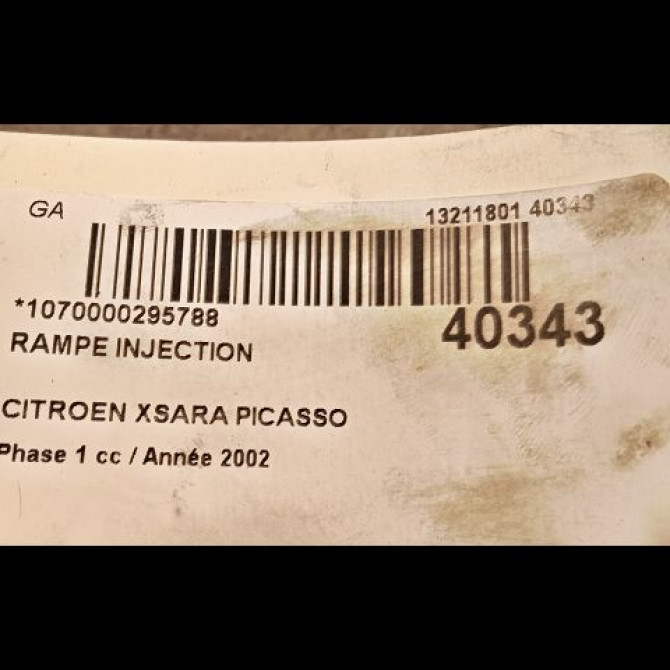 GA 13211801 40343
*1070000295788 40343
RAMPE INJECTION
CITROEN XSARA PICASSO
Phase 1 cc / Année 2002